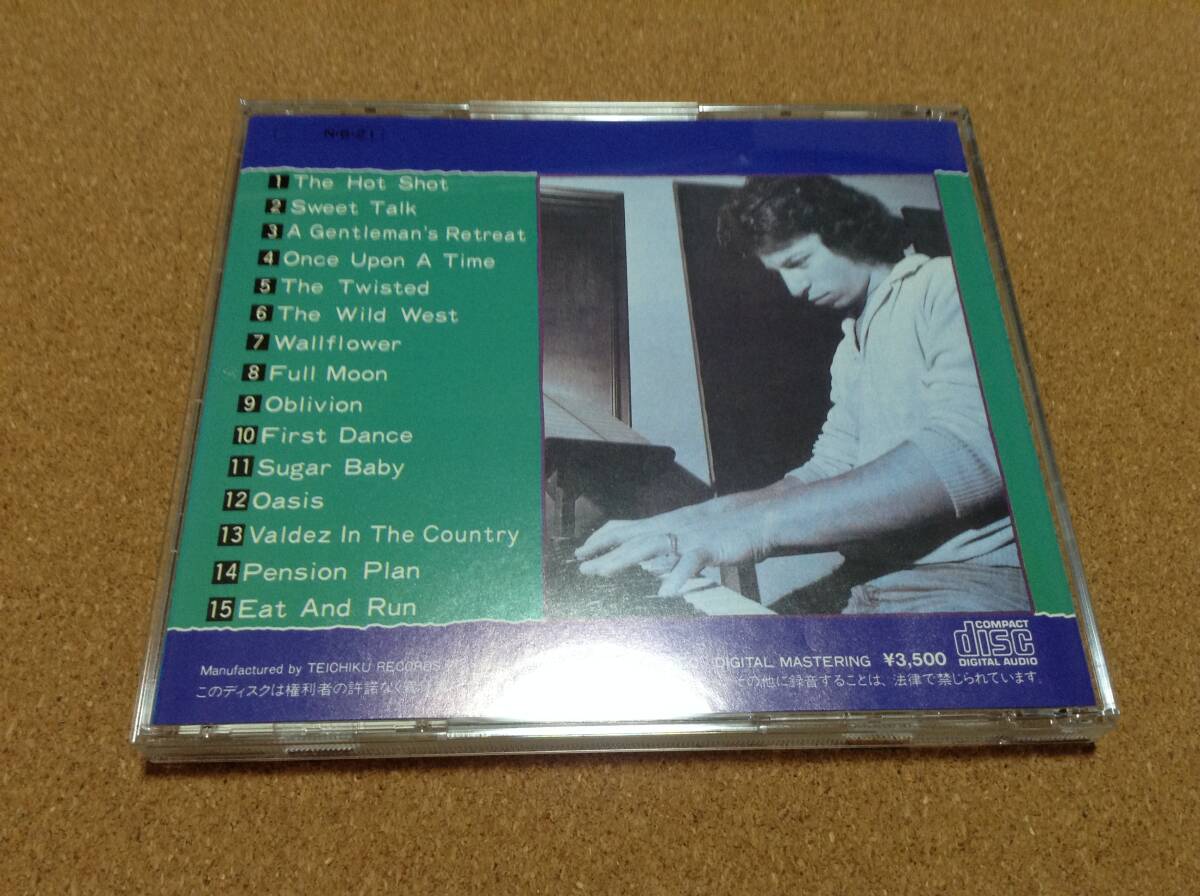 N·8·21
1 The Hot Shot
2 Sweet Talk
3 A Gentleman's Retreat
4 Once Upon A Time
5 The Twisted
6 The Wild West
7 Wallflower
8 Full Moon
9 Oblivion
10 First Dance
11 Sugar Baby
12 Oasis
13 Valdez In The Country
14 Pension Plan
15 Eat And Run
COMPACT
disc
DIGITAL AUDIO
Manufactured by TEICHIKU RECORDS DIGITAL MASTERING ¥3,500
このディスクは権利者の許諾なく その他に録音することは、法律で禁じられています。